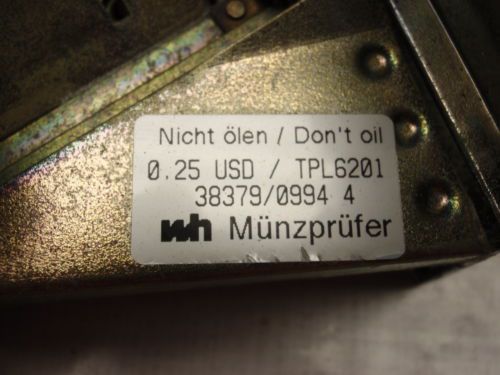 Nicht ölen / Don't oil
0.25 USD / TPL6201
38379/0994 4
wh Münzprüfer